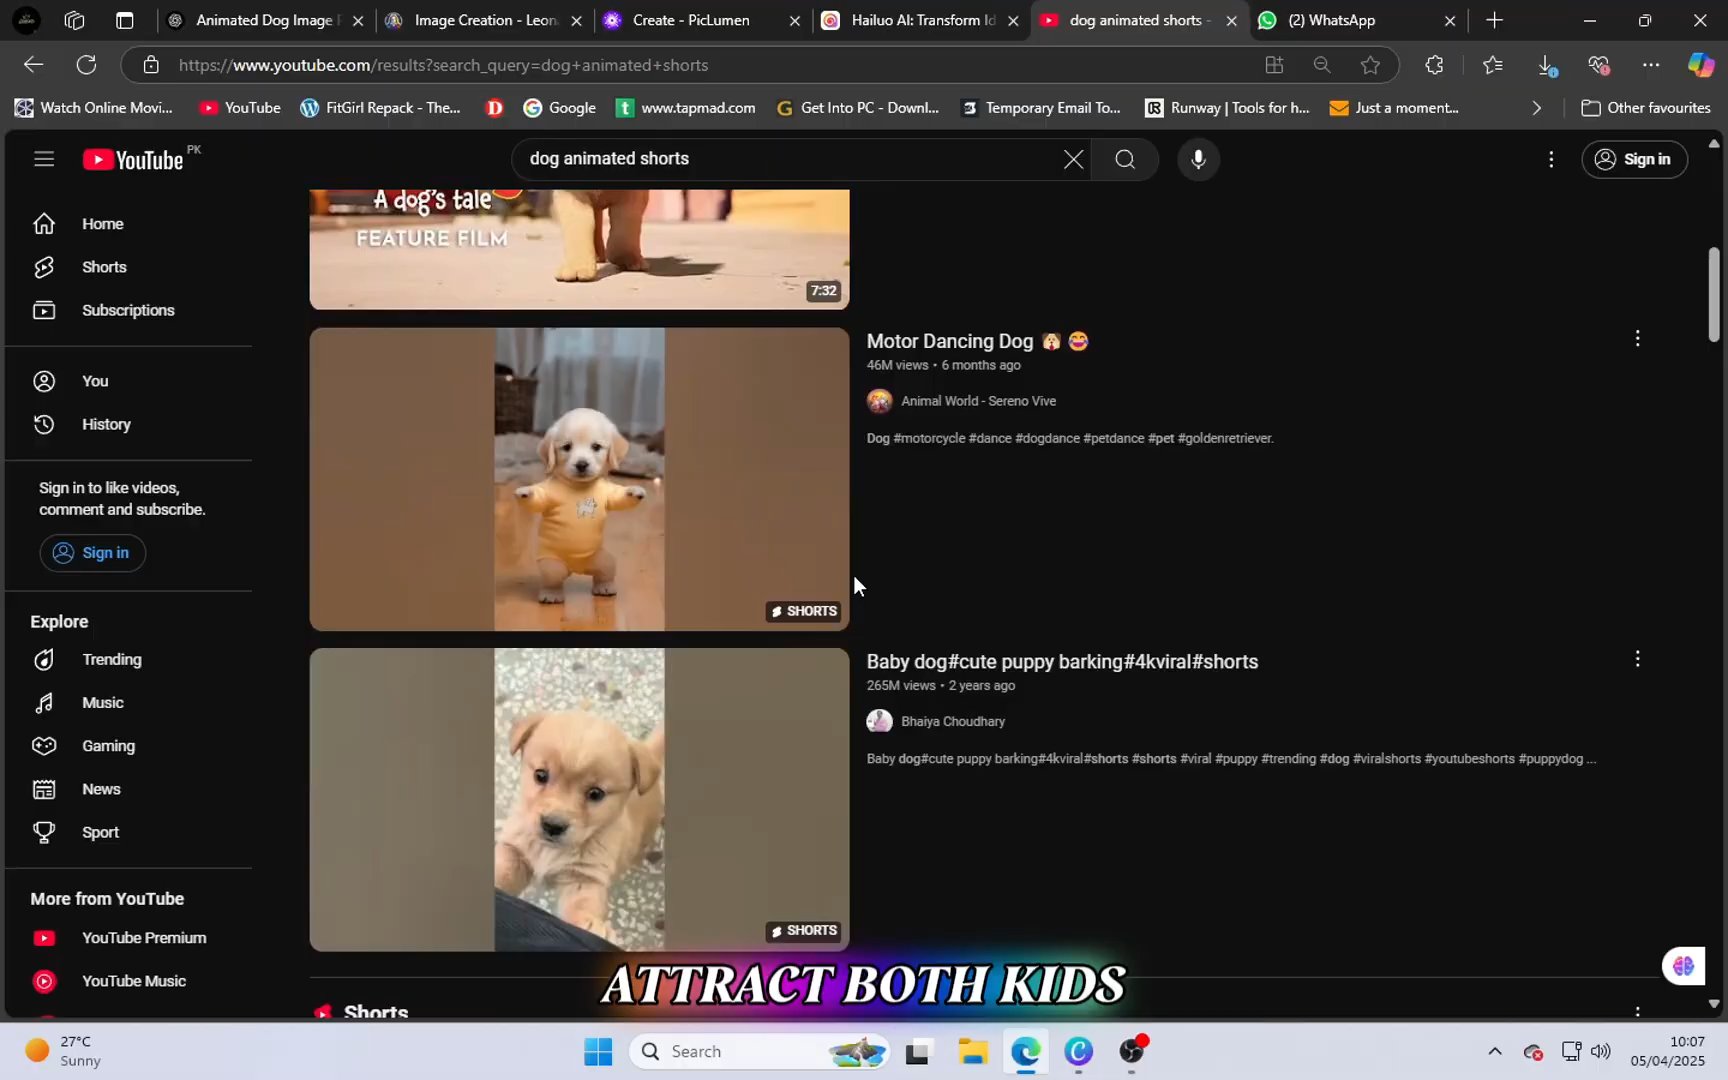 Animated Dog Image P
Image Creation - Leon
Create - PicLumen
Hailuo AI: Transform Id
dog animated shorts -
(2) WhatsApp
https://www.youtube.com/results?search_query=dog+animated+shorts
Watch Online Movi...
YouTube
FitGirl Repack - The...
Google
www.tapmad.com
Get Into PC - Downl...
Temporary Email To...
Runway | Tools for h...
Just a moment...
Other favourites
YouTube PK
dog animated shorts
Sign in
Home
Shorts
Subscriptions
You
History
Sign in to like videos,
comment and subscribe.
Sign in
Explore
Trending
Music
Gaming
News
Sport
More from YouTube
YouTube Premium
YouTube Music
A dog's tale
FEATURE FILM
7:32
Motor Dancing Dog
46M views • 6 months ago
Animal World - Sereno Vive
Dog #motorcycle #dance #dogdance #petdance #pet #goldenretriever.
SHORTS
Baby dog#cute puppy barking#4kviral#shorts
265M views • 2 years ago
Bhaiya Choudhary
Baby dog#cute puppy barking#4kviral#shorts #shorts #viral #puppy #trending #dog #viralshorts #youtubeshorts #puppydog ...
SHORTS
Shorts
ATTRACT BOTH KIDS
27°C
Sunny
Search
10:07
05/04/2025